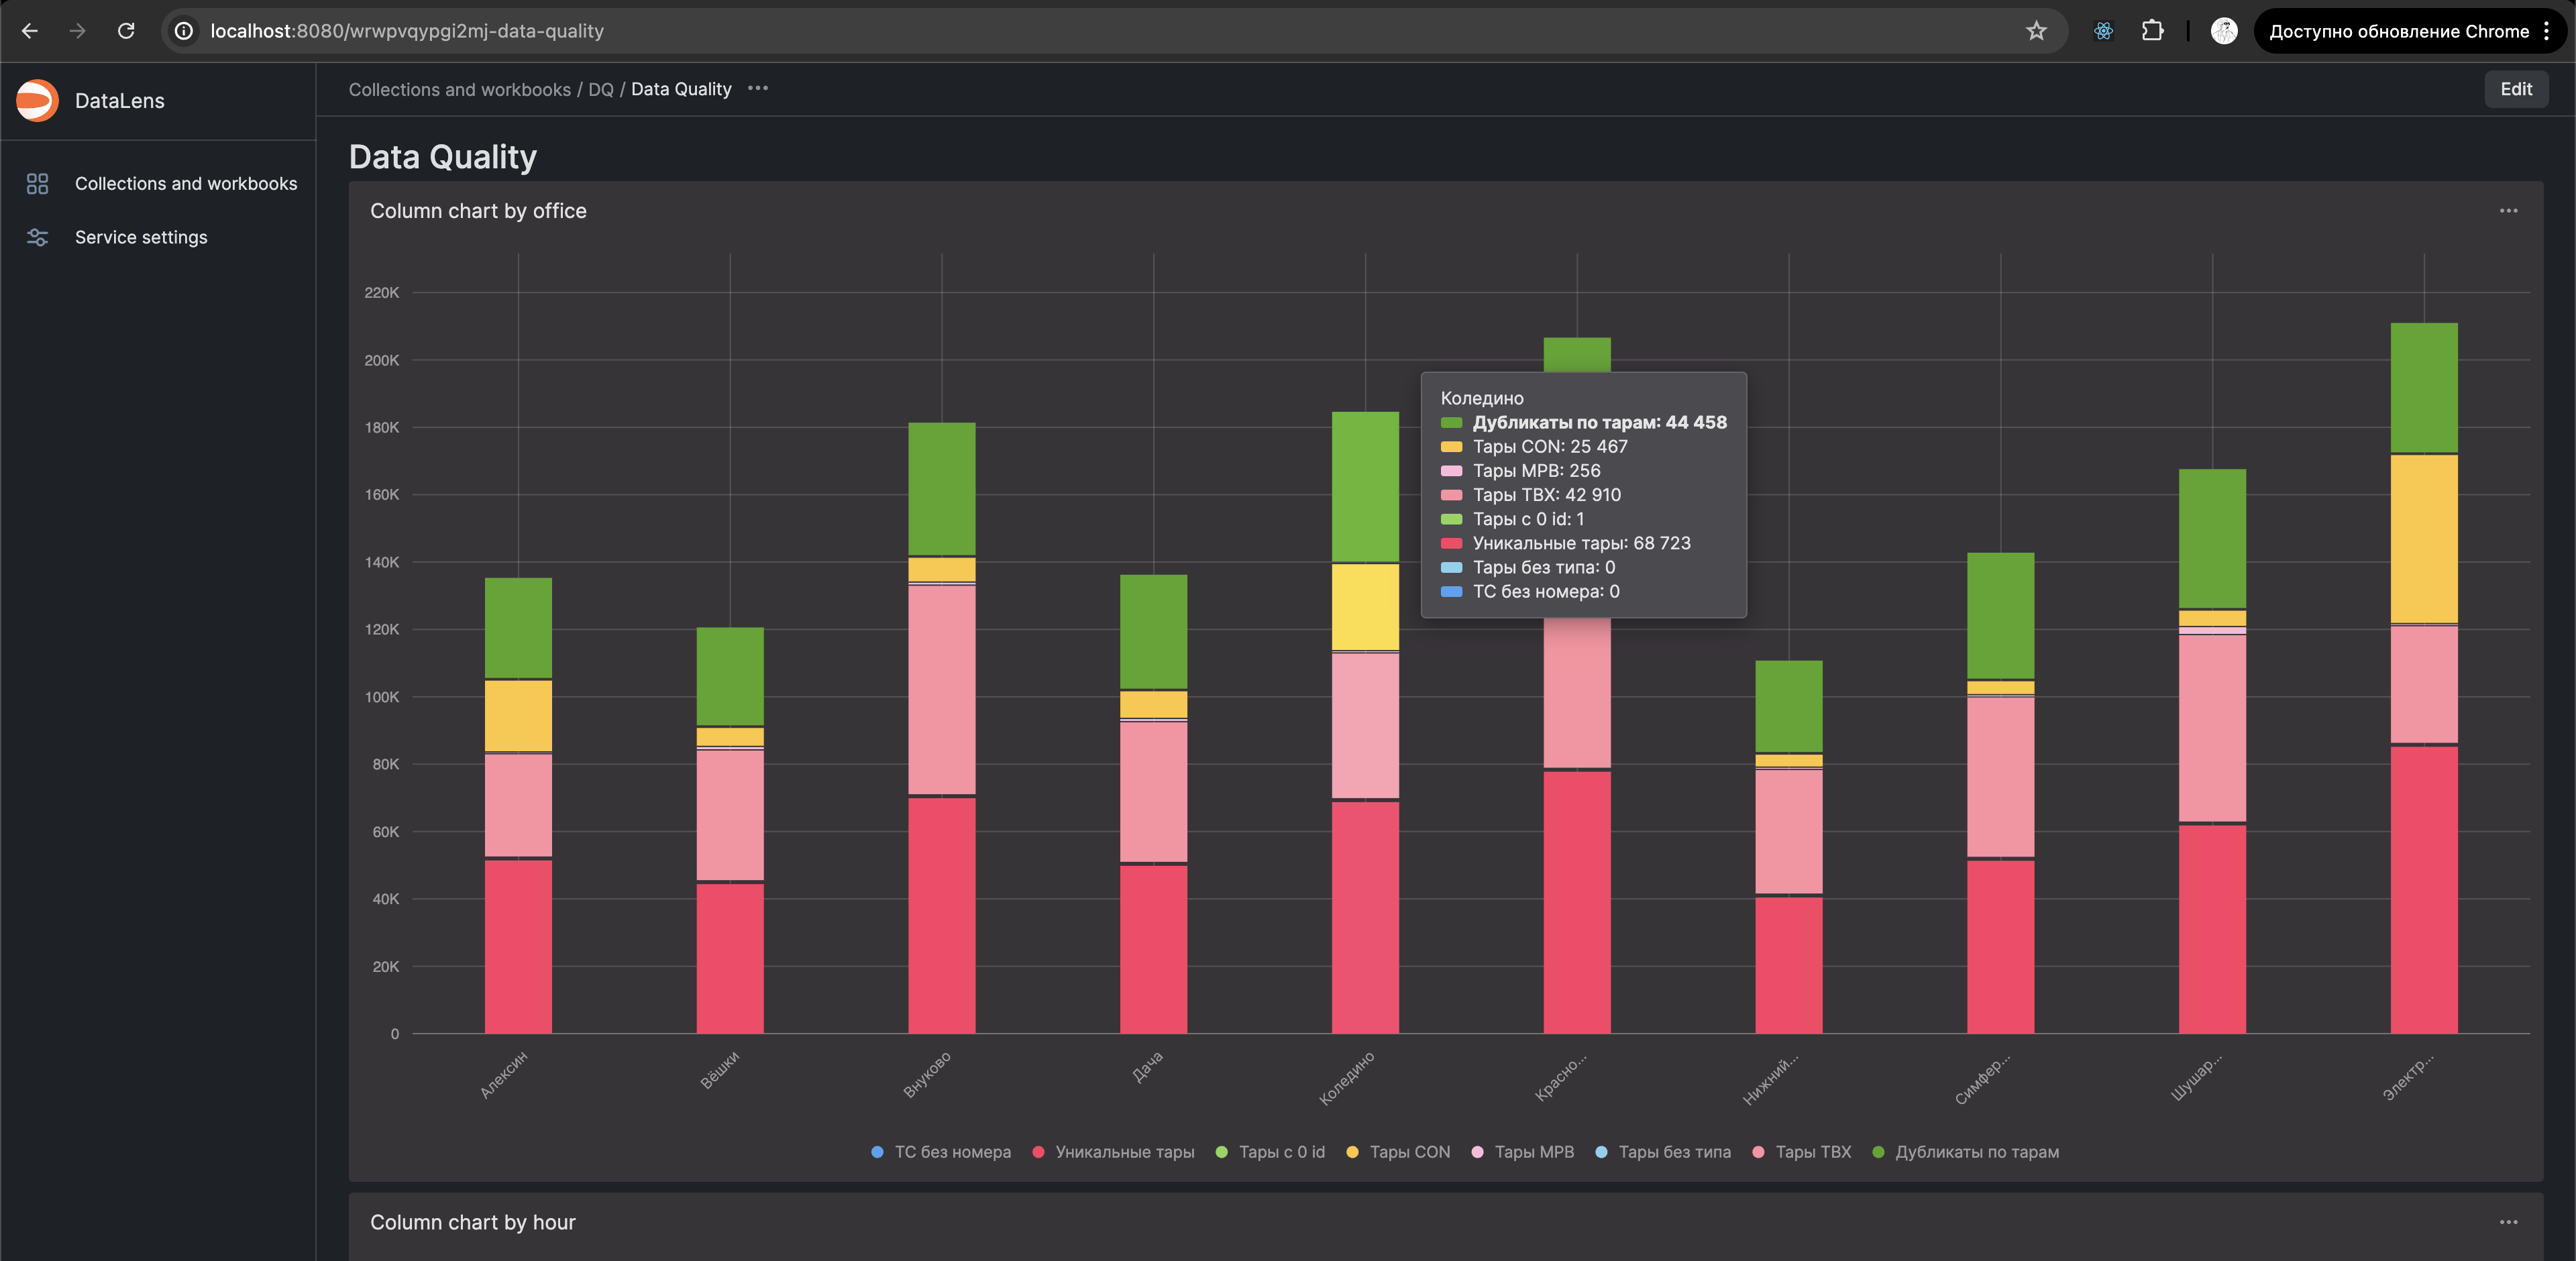 localhost:8080/wrwpvqypgi2mj-data-quality
Доступно обновление Chrome
DataLens
Collections and workbooks / DQ / Data Quality
Edit
Collections and workbooks
Service settings
Data Quality
Column chart by office
220K
200K
180K
160K
140K
120K
100K
80K
60K
40K
20K
0
Коледино
Дубликаты по тарам: 44 458
Тары CON: 25 467
Тары MPB: 256
Тары TBX: 42 910
Тары с 0 id: 1
Уникальные тары: 68 723
Тары без типа: 0
ТС без номера: 0
Алексин
Вёшки
Внуково
Дача
Коледино
Красно...
Нижний...
Симфер...
Шушар...
Электр...
ТС без номера Уникальные тары Тары с 0 id Тары CON Тары MPB Тары без типа Тары TBX Дубликаты по тарам
Column chart by hour